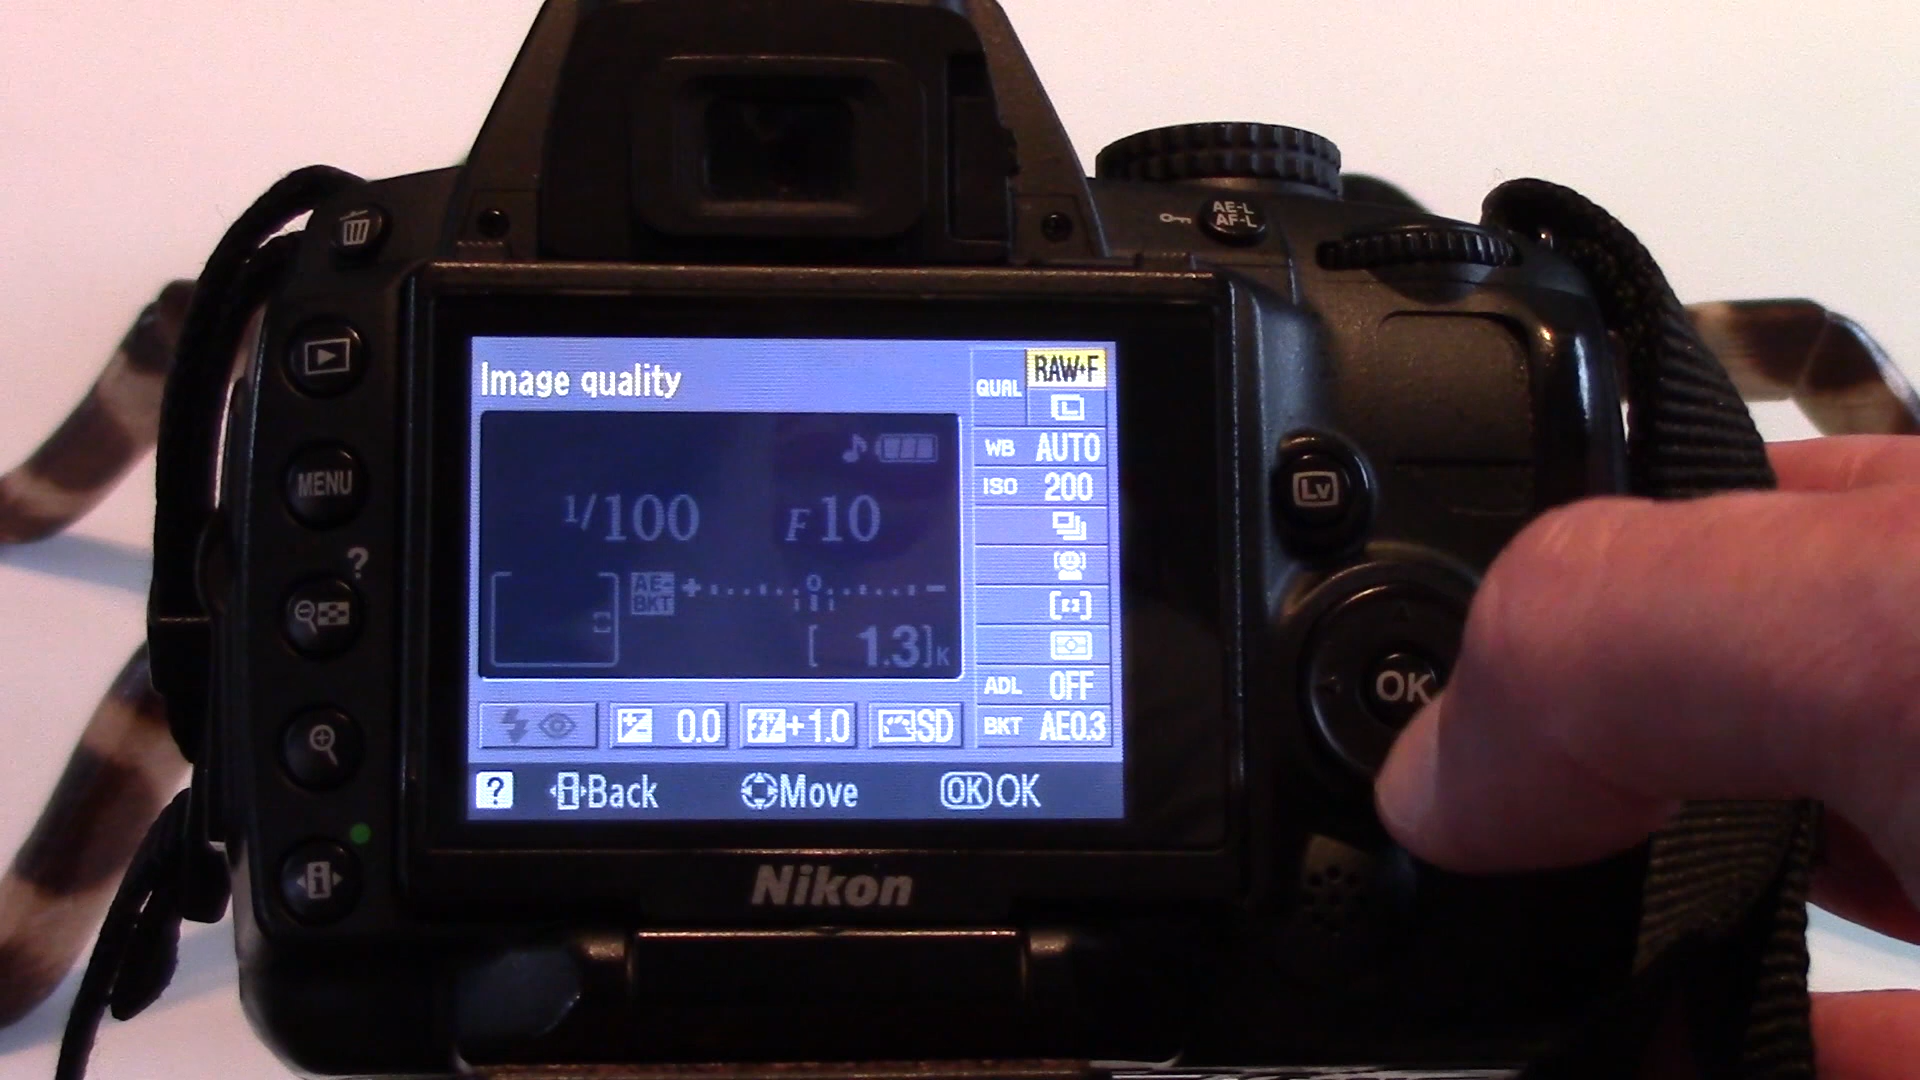 AE-L
AF-L
Image quality
QUAL RAW+F
L
WB AUTO
ISO 200
1/100 F10
AE-
BKT + 0 -
[ 1.3]K
ADL OFF
0.0 +1.0 SD
BKT AE0.3
? i Back Move OK OK
MENU
?
i
Lv
OK
Nikon